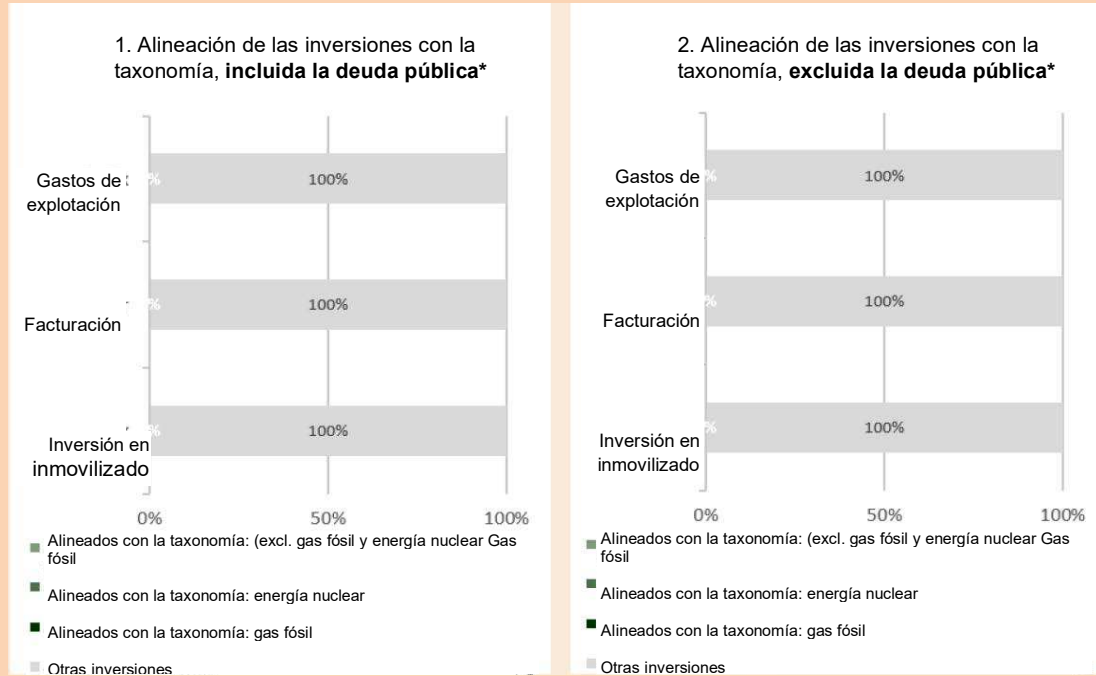 1. Alineación de las inversiones con la
taxonomía, incluida la deuda pública*
Gastos de
explotación
%
100%
Facturación
%
100%
Inversión en
inmovilizado
%
100%
0%
50%
100%
Alineados con la taxonomía: (excl. gas fósil y energía nuclear Gas
fósil
Alineados con la taxonomía: energía nuclear
Alineados con la taxonomía: gas fósil
Otras inversiones
2. Alineación de las inversiones con la
taxonomía, excluida la deuda pública*
Gastos de
explotación
%
100%
Facturación
%
100%
Inversión en
inmovilizado
%
100%
0%
50%
100%
Alineados con la taxonomía: (excl. gas fósil y energía nuclear Gas
fósil
Alineados con la taxonomía: energía nuclear
Alineados con la taxonomía: gas fósil
Otras inversiones